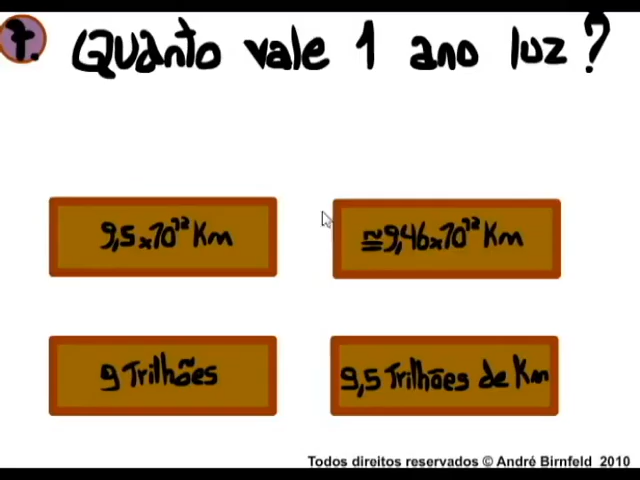 7. Quanto vale 1 ano luz?
9,5x10¹² Km
≅9,46x10¹² Km
9 Trilhões
9,5 Trilhões de Km
Todos direitos reservados © André Birnfeld 2010